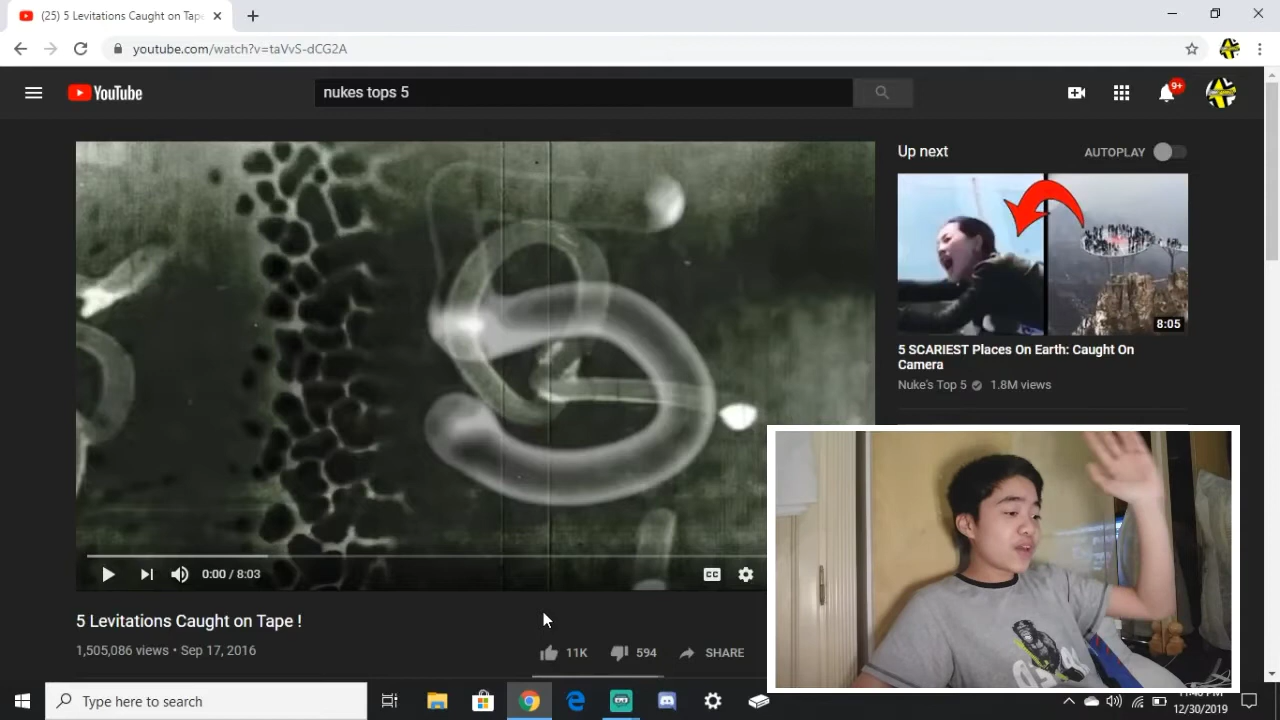 (25) 5 Levitations Caught on Tape
youtube.com/watch?v=taVvS-dCG2A
YouTube
nukes tops 5
9+
Up next
AUTOPLAY
8:05
5 SCARIEST Places On Earth: Caught On
Camera
Nuke's Top 5
1.8M views
0:00 / 8:03
CC
5 Levitations Caught on Tape !
1,505,086 views • Sep 17, 2016
11K
594
SHARE
Type here to search
12/30/2019